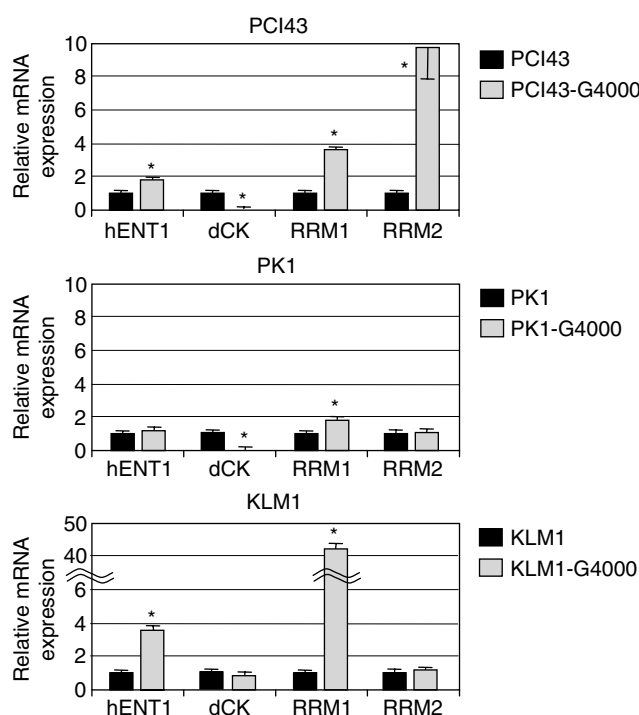 PCI43
Relative mRNA
expression
10
8
6
4
2
0
*
*
*
*
hENT1 dCK RRM1 RRM2
PCI43
PCI43-G4000
PK1
Relative mRNA
expression
10
8
6
4
2
0
*
*
hENT1 dCK RRM1 RRM2
PK1
PK1-G4000
KLM1
Relative mRNA
expression
50
40
6
4
2
0
*
*
hENT1 dCK RRM1 RRM2
KLM1
KLM1-G4000